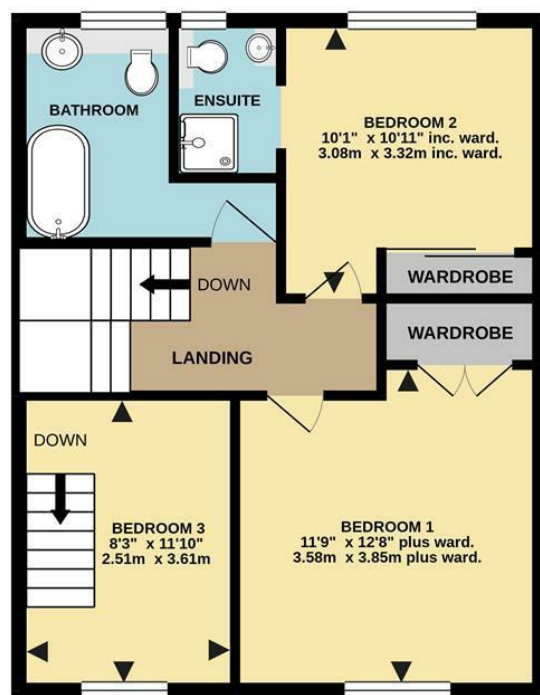 BATHROOM
ENSUITE
BEDROOM 2
10'1" x 10'11" inc. ward.
3.08m x 3.32m inc. ward.
WARDROBE
DOWN
WARDROBE
LANDING
DOWN
BEDROOM 3
8'3" x 11'10"
2.51m x 3.61m
BEDROOM 1
11'9" x 12'8" plus ward.
3.58m x 3.85m plus ward.